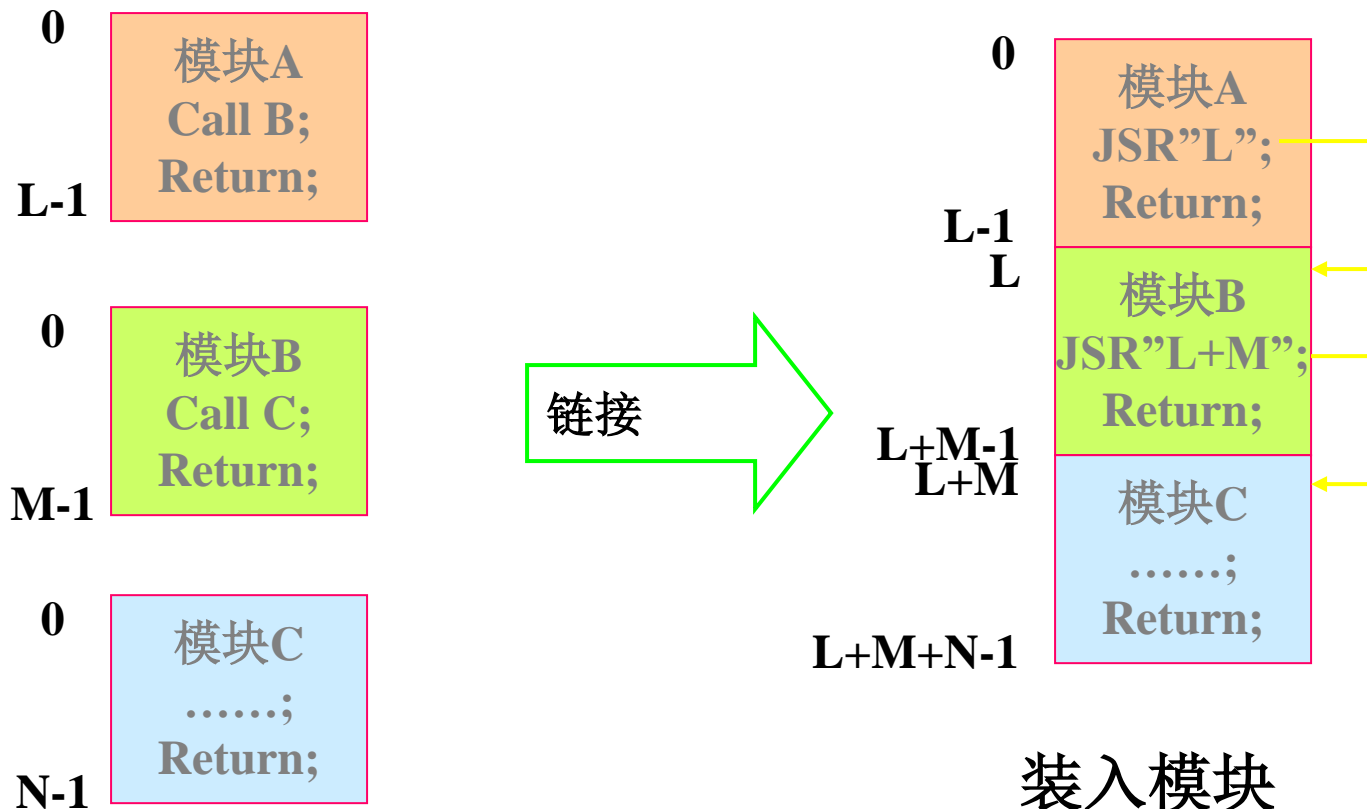 0
模块A
Call B;
Return;
L-1
0
模块B
Call C;
Return;
M-1
0
模块C
……;
Return;
N-1
链接
0
模块A
JSR”L”;
Return;
L-1
L
模块B
JSR”L+M”;
Return;
L+M-1
L+M
模块C
……;
Return;
L+M+N-1
装入模块